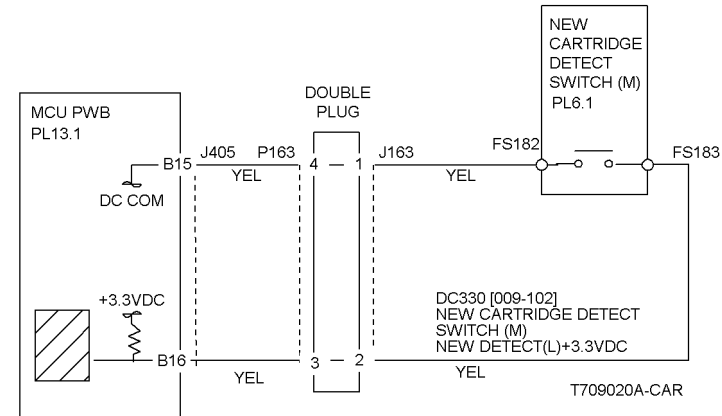 NEW
CARTRIDGE
DETECT
SWITCH (M)
PL6.1
DOUBLE
PLUG
MCU PWB
PL13.1
B15 J405 P163 4 1 J163 FS182 FS183
YEL YEL
DC COM
+3.3VDC
DC330 [009-102]
NEW CARTRIDGE DETECT
SWITCH (M)
NEW DETECT(L)+3.3VDC
B16 3 2
YEL YEL
T709020A-CAR